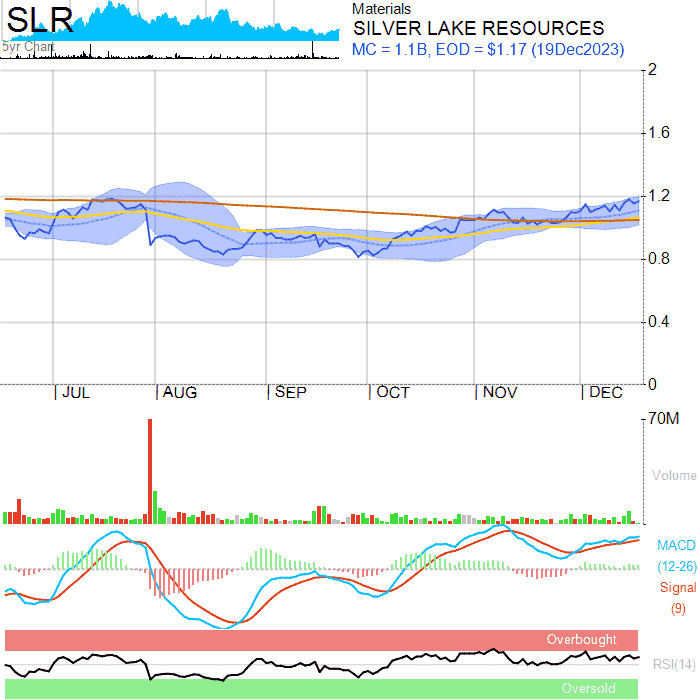 SLR
5yr Chart
Materials
SILVER LAKE RESOURCES
MC = 1.1B, EOD = $1.17 (19Dec2023)
2
1.6
1.2
0.8
0.4
0
JUL AUG SEP OCT NOV DEC
70M
Volume
MACD
(12-26)
Signal
(9)
Overbought
RSI(14)
Oversold